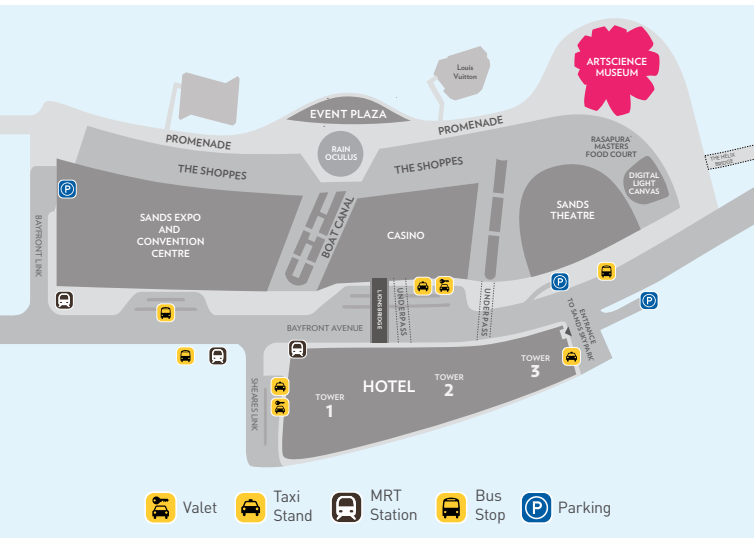 ARTSCIENCE
MUSEUM
Louis
Vuitton
EVENT PLAZA
PROMENADE
PROMENADE
RAIN
OCULUS
RASAPURA
MASTERS
FOOD COURT
THE HELIX
BRIDGE
THE SHOPPES
THE SHOPPES
DIGITAL
LIGHT
CANVAS
P
SANDS EXPO
AND
CONVENTION
CENTRE
BOAT CANAL
CASINO
SANDS
THEATRE
BAYFRONT LINK
P
P
LIONSBRIDGE
UNDERPASS
UNDERPASS
BAYFRONT AVENUE
ENTRANCE
TO SANDS SKYPARK
SHEARES LINK
HOTEL
TOWER
1
TOWER
2
TOWER
3
Valet
Taxi
Stand
MRT
Station
Bus
Stop
P
Parking